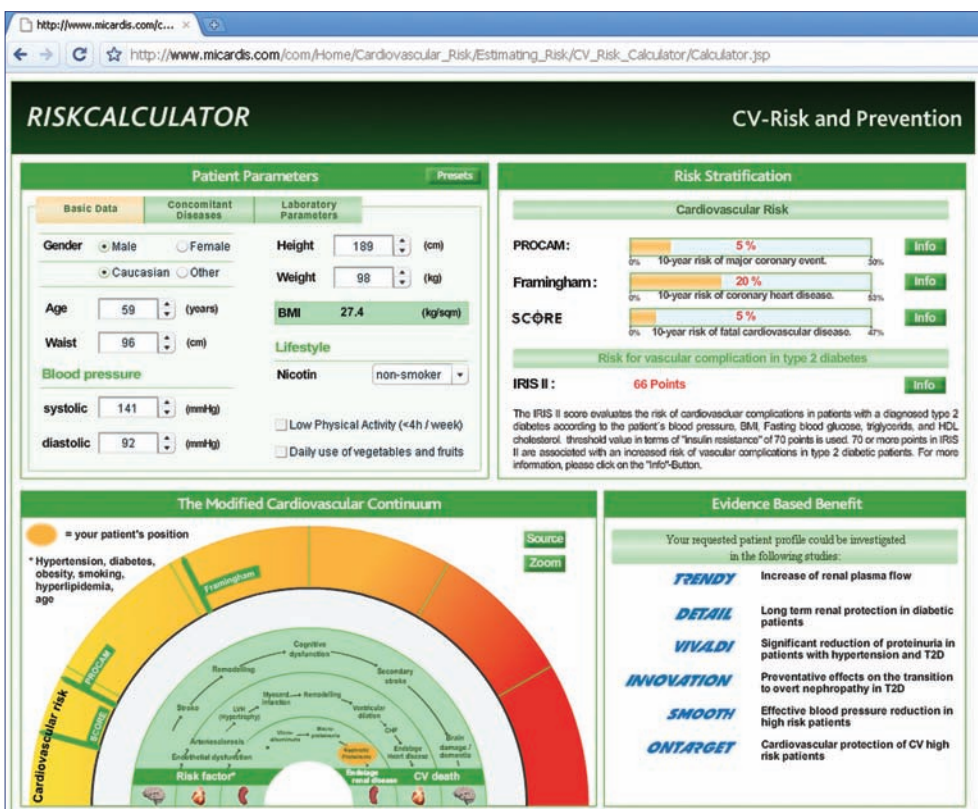 http://www.micardis.com/c...
http://www.micardis.com/com/Home/Cardiovascular_Risk/Estimating_Risk/CV_Risk_Calculator/Calculator.jsp
RISKCALCULATOR
CV-Risk and Prevention
Patient Parameters
Presets
Basic Data
Concomitant
Diseases
Laboratory
Parameters
Gender Male Female
Caucasian Other
Age 59 (years)
Waist 96 (cm)
Blood pressure
systolic 141 (mmHg)
diastolic 92 (mmHg)
Height 189 (cm)
Weight 98 (kg)
BMI 27.4 (kg/sqm)
Lifestyle
Nicotin non-smoker
Low Physical Activity (<4h / week)
Daily use of vegetables and fruits
Risk Stratification
Cardiovascular Risk
PROCAM: 5 % Info
0% 10-year risk of major coronary event. 30%
Framingham: 20 % Info
0% 10-year risk of coronary heart disease. 53%
SCORE 5 % Info
0% 10-year risk of fatal cardiovascular disease. 47%
Risk for vascular complication in type 2 diabetes
IRIS II: 66 Points Info
The IRIS II score evaluates the risk of cardiovascluar complications in patients with a diagnosed type 2
diabetes according to the patient's blood pressure, BMI, Fasting blood glucose, triglycerids, and HDL
cholesterol. threshold value in terms of "insulin resistance" of 70 points is used. 70 or more points in IRIS
II are associated with an increased risk of vascular complications in type 2 diabetic patients. For more
information, please click on the "Info"-Button.
The Modified Cardiovascular Continuum
= your patient's position
* Hypertension, diabetes,
obesity, smoking,
hyperlipidemia,
age
Source
Zoom
Framingham
PROCAM
SCORE
Cardiovascular risk
Cognitive
dysfunction
Remodelling
Secondary
stroke
Myocard.
infarction
Remodelling
Stroke
LVH
(Hypertrophy)
Ventricular
dilation
CHF
Arteriosclerosis
Endothelial dysfunction
Micro-
albuminuria
Macro-
proteinuria
Nephrotic
Proteinuria
Endstage
Heart disease
Brain
damage /
dementia
Risk factor*
Endstage
renal disease
CV death
Evidence Based Benefit
Your requested patient profile could be investigated
in the following studies:
TRENDY Increase of renal plasma flow
DETAIL Long term renal protection in diabetic
patients
VIVALDI Significant reduction of proteinuria in
patients with hypertension and T2D
INNOVATION Preventative effects on the transition
to overt nephropathy in T2D
SMOOTH Effective blood pressure reduction in
high risk patients
ONTARGET Cardiovascular protection of CV high
risk patients